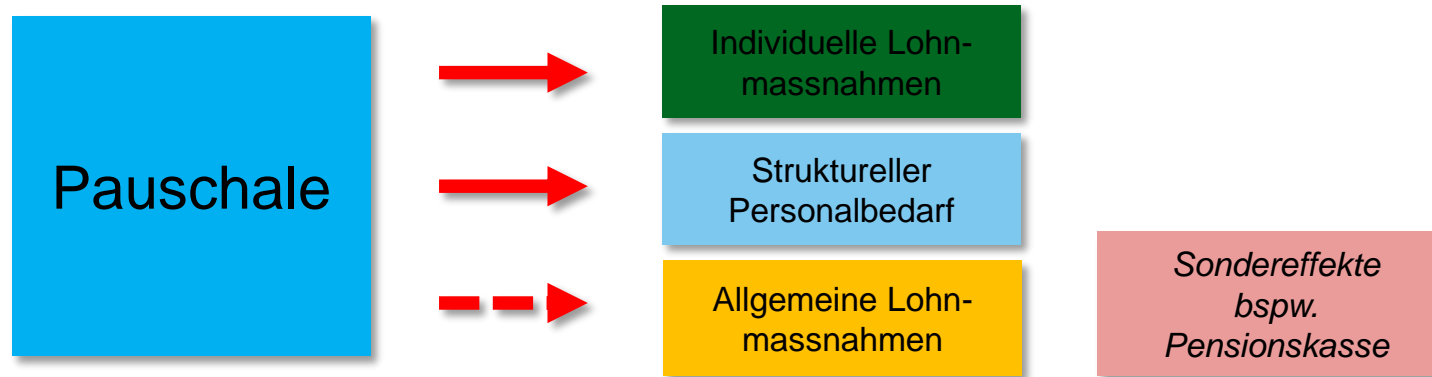 Pauschale
Individuelle Lohn-
massnahmen
Struktureller
Personalbedarf
Allgemeine Lohn-
massnahmen
Sondereffekte
bspw.
Pensionskasse